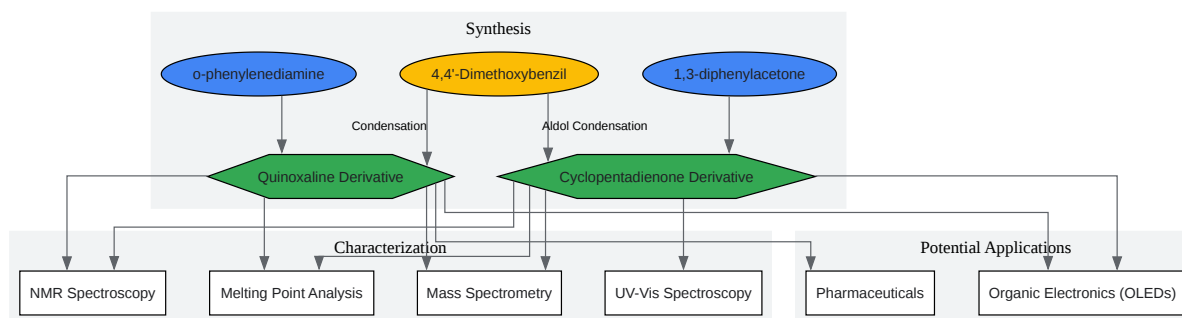 Synthesis
o-phenylenediamine
4,4'-Dimethoxybenzil
1,3-diphenylacetone
Condensation
Aldol Condensation
Quinoxaline Derivative
Cyclopentadienone Derivative
Characterization
Potential Applications
NMR Spectroscopy
Melting Point Analysis
Mass Spectrometry
UV-Vis Spectroscopy
Pharmaceuticals
Organic Electronics (OLEDs)